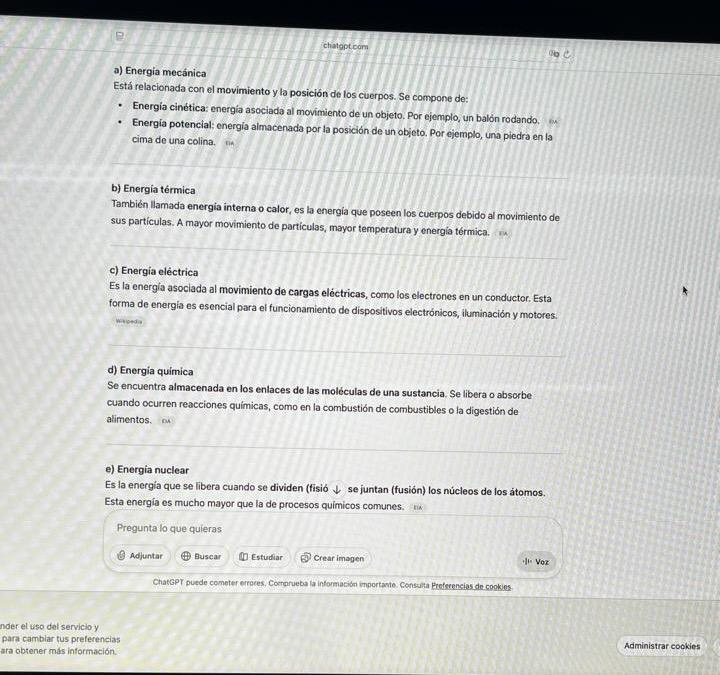 chatgpt.com
a) Energía mecánica
Está relacionada con el movimiento y la posición de los cuerpos. Se compone de:
• Energía cinética: energía asociada al movimiento de un objeto. Por ejemplo, un balón rodando. EIA
• Energía potencial: energía almacenada por la posición de un objeto. Por ejemplo, una piedra en la
cima de una colina. EIA
b) Energía térmica
También llamada energía interna o calor, es la energía que poseen los cuerpos debido al movimiento de
sus partículas. A mayor movimiento de partículas, mayor temperatura y energía térmica. EIA
c) Energía eléctrica
Es la energía asociada al movimiento de cargas eléctricas, como los electrones en un conductor. Esta
forma de energía es esencial para el funcionamiento de dispositivos electrónicos, iluminación y motores.
Wikipedia
d) Energía química
Se encuentra almacenada en los enlaces de las moléculas de una sustancia. Se libera o absorbe
cuando ocurren reacciones químicas, como en la combustión de combustibles o la digestión de
alimentos. EIA
e) Energía nuclear
Es la energía que se libera cuando se dividen (fisió ↓ se juntan (fusión) los núcleos de los átomos.
Esta energía es mucho mayor que la de procesos químicos comunes. EIA
Pregunta lo que quieras
Adjuntar Buscar Estudiar Crear imagen Voz
ChatGPT puede cometer errores. Comprueba la información importante. Consulta Preferencias de cookies.
nder el uso del servicio y
para cambiar tus preferencias
ara obtener más información.
Administrar cookies